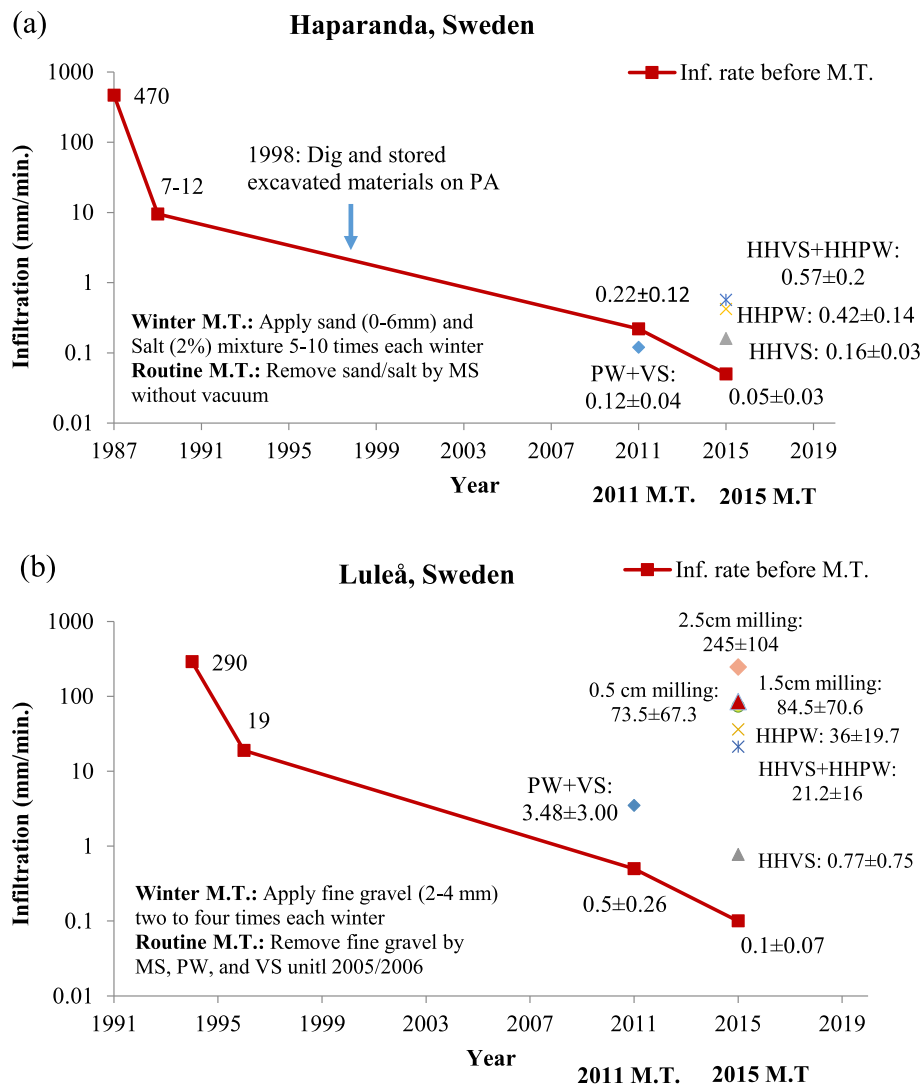 (a)
Haparanda, Sweden
Inf. rate before M.T.
Infiltration (mm/min.)
1000
100
10
1
0.1
0.01
470
7-12
1998: Dig and stored
excavated materials on PA
0.22±0.12
PW+VS:
0.12±0.04
HHVS+HHPW:
0.57±0.2
HHPW: 0.42±0.14
HHVS: 0.16±0.03
0.05±0.03
Winter M.T.: Apply sand (0-6mm) and
Salt (2%) mixture 5-10 times each winter
Routine M.T.: Remove sand/salt by MS
without vacuum
1987 1991 1995 1999 2003 2007 2011 2015 2019
Year
2011 M.T. 2015 M.T
(b)
Luleå, Sweden
Inf. rate before M.T.
Infiltration (mm/min.)
1000
100
10
1
0.1
0.01
290
19
PW+VS:
3.48±3.00
2.5cm milling:
245±104
0.5 cm milling:
73.5±67.3
1.5cm milling:
84.5±70.6
HHPW: 36±19.7
HHVS+HHPW:
21.2±16
HHVS: 0.77±0.75
0.5±0.26
0.1±0.07
Winter M.T.: Apply fine gravel (2-4 mm)
two to four times each winter
Routine M.T.: Remove fine gravel by
MS, PW, and VS unitl 2005/2006
1991 1995 1999 2003 2007 2011 2015 2019
Year
2011 M.T. 2015 M.T